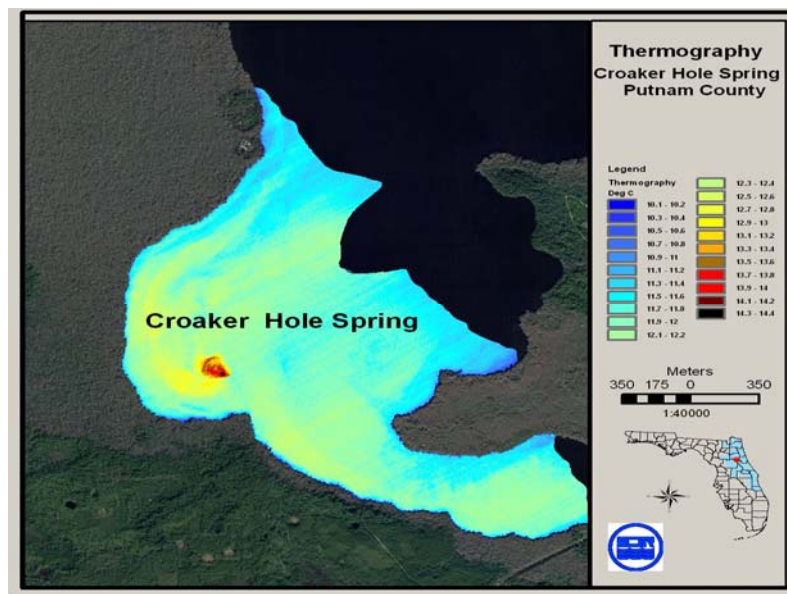 Thermography
Croaker Hole Spring
Putnam County
Croaker Hole Spring
Legend
Thermography
Deg C
10.1 - 10.2
10.3 - 10.4
10.5 - 10.6
10.7 - 10.8
10.9 - 11
11.1 - 11.2
11.3 - 11.4
11.5 - 11.6
11.7 - 11.8
11.9 - 12
12.1 - 12.2
12.3 - 12.4
12.5 - 12.6
12.7 - 12.8
12.9 - 13
13.1 - 13.2
13.3 - 13.4
13.5 - 13.6
13.7 - 13.8
13.9 - 14
14.1 - 14.2
14.3 - 14.4
Meters
350 175 0 350
1:40000